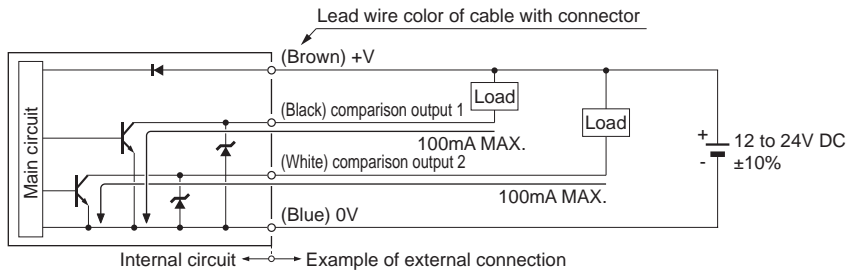 Lead wire color of cable with connector
(Brown) +V
(Black) comparison output 1
Load
Load
100mA MAX.
Main circuit
+
12 to 24V DC
-
±10%
(White) comparison output 2
100mA MAX.
(Blue) 0V
Internal circuit
Example of external connection